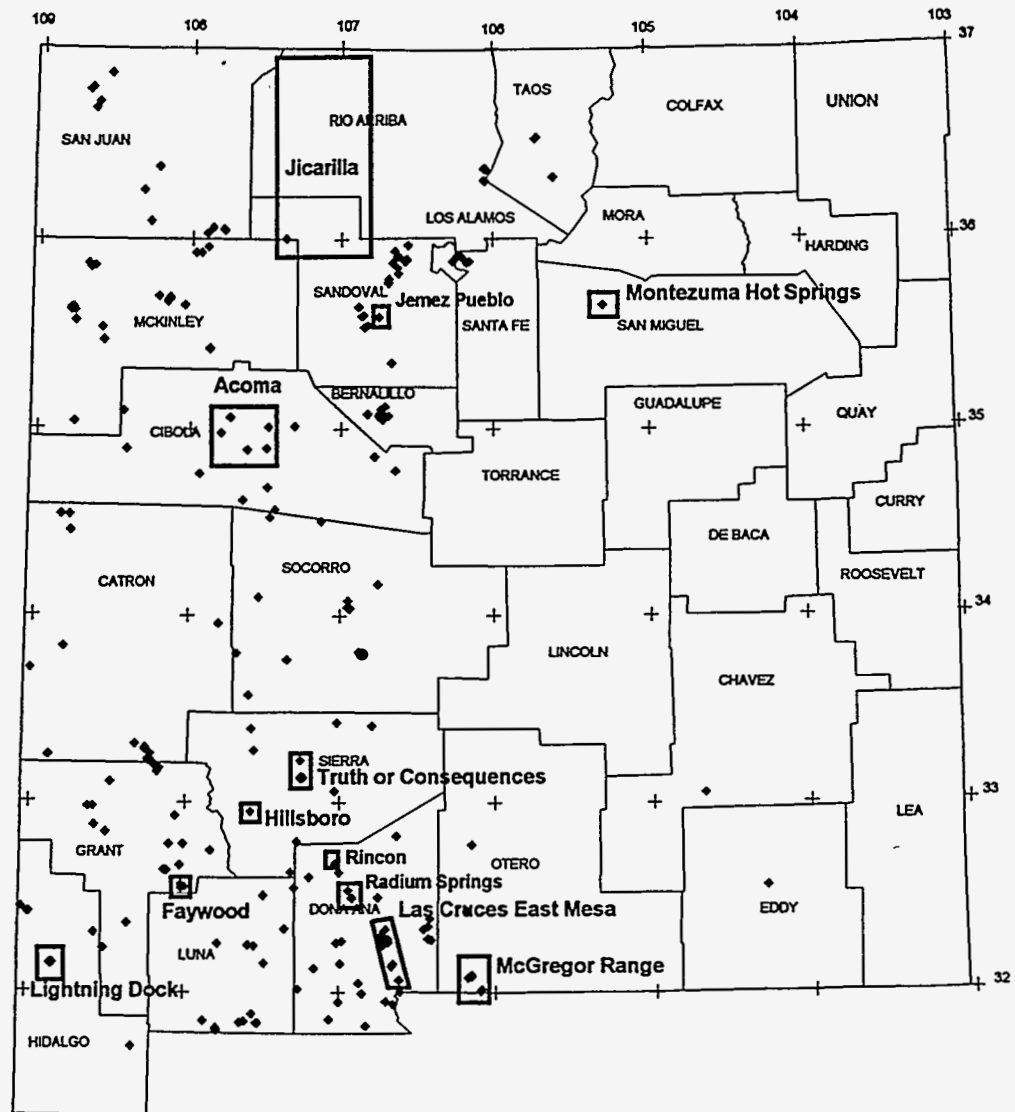 109
108
107
106
105
104
103
37
TAOS
COLFAX
UNION
SAN JUAN
RIO ARRIBA
Jicarilla
LOS ALAMOS
MORA
36
HARDING
SANDOVAL
Jemez Pueblo
Montezuma Hot Springs
MCKINLEY
SANTA FE
SAN MIGUEL
Acoma
BERNALILLO
GUADALUPE
QUAY
35
CIBOLA
TORRANCE
CURRY
DE BACA
CATRON
SOCORRO
ROOSEVELT
34
LINCOLN
CHAVEZ
SIERRA
Truth or Consequences
33
Hillsboro
LEA
GRANT
Rincon
OTERO
Radium Springs
Faywood
DONA ANA
Las Cruces East Mesa
EDDY
LUNA
McGregor Range
32
Lightning Dock
HIDALGO